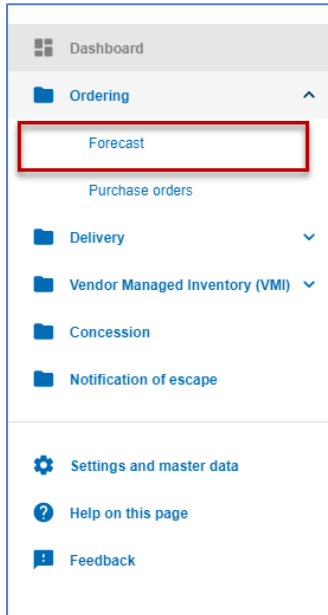 Dashboard
Ordering
Forecast
Purchase orders
Delivery
Vendor Managed Inventory (VMI)
Concession
Notification of escape
Settings and master data
Help on this page
Feedback